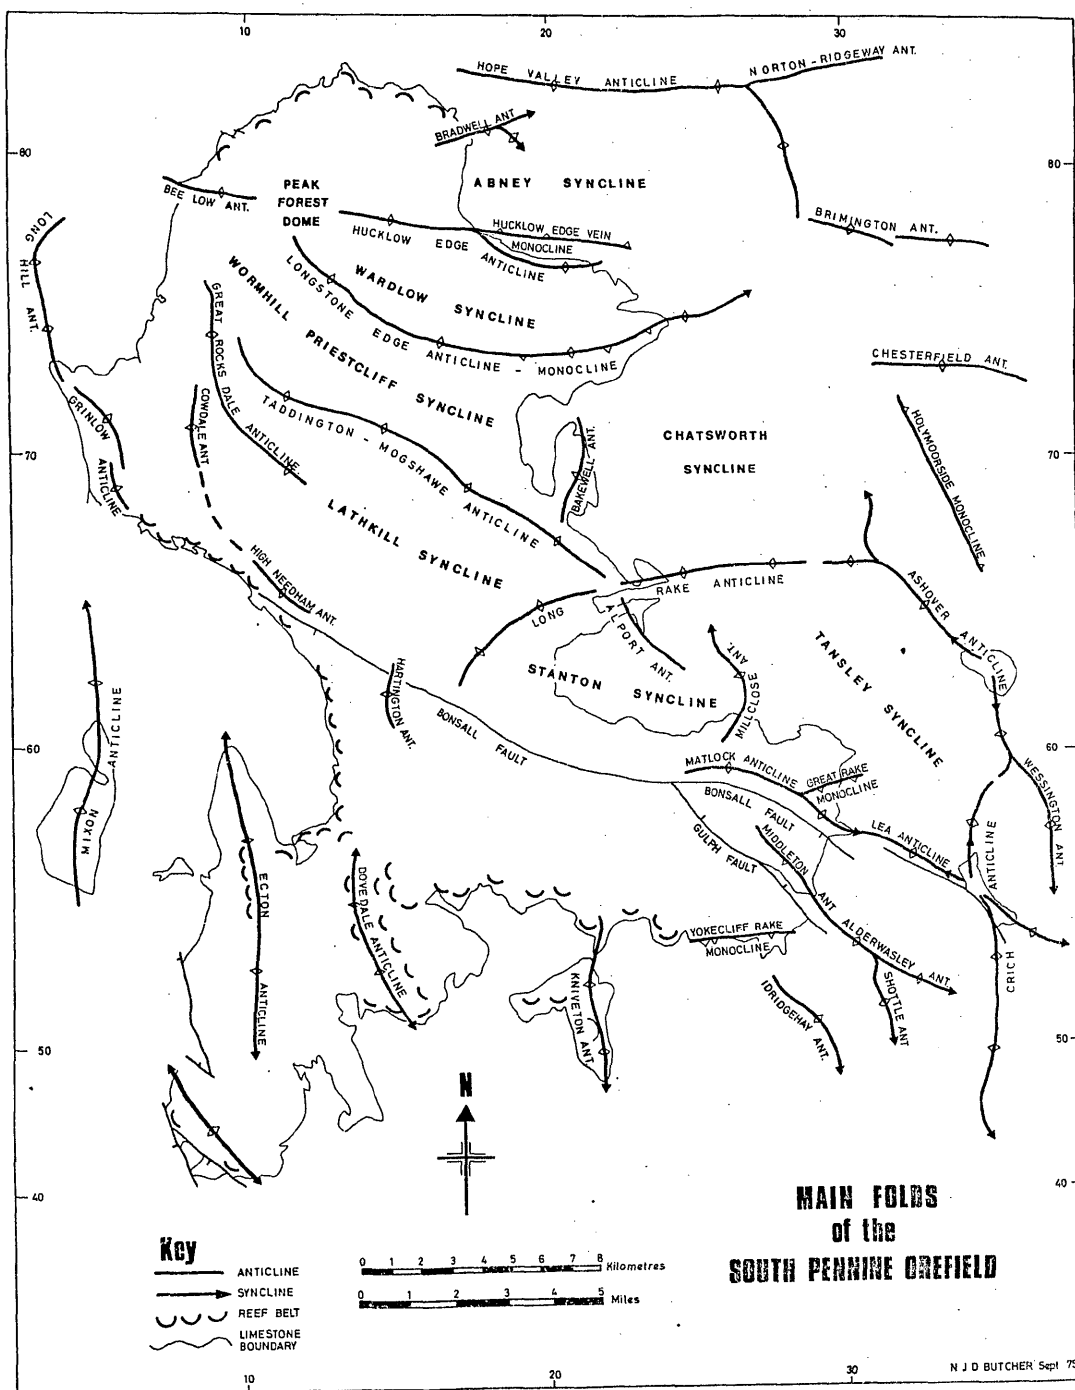 10
20
30
80
80
70
70
60
60
50
50
40
40
10
20
30
HOPE VALLEY ANTICLINE
NORTON-RIDGEWAY ANT.
BRADWELL ANT
ABNEY SYNCLINE
BEE LOW ANT.
PEAK
FOREST
DOME
HUCKLOW EDGE VEIN
MONOCLINE
HUCKLOW EDGE ANTICLINE
BRIMINGTON ANT.
LONG HILL ANT.
WARDLOW SYNCLINE
LONGSTONE EDGE ANTICLINE - MONOCLINE
WORMHILL PRIESTCLIFF SYNCLINE
GREAT ROCKS DALE ANTICLINE
CHESTERFIELD ANT.
GRINLOW ANTICLINE
COWDALE ANT
TADDINGTON - MOGSHAWE ANTICLINE
BAKEWELL ANT.
CHATSWORTH
SYNCLINE
HOLYMOORSIDE MONOCLINE
LATHKILL SYNCLINE
HIGH NEEDHAM ANT.
LONG RAKE ANTICLINE
ASHOVER ANTICLINE
ALPORT ANT.
HARTINGTON ANT.
STANTON SYNCLINE
MILLCLOSE ANT.
TANSLEY SYNCLINE
MIXON ANTICLINE
BONSALL FAULT
MATLOCK ANTICLINE
GREAT RAKE
MONOCLINE
WESSINGTON ANT
BONSALL FAULT
GULPH FAULT
LEA ANTICLINE
MIDDLETON ANT
ECTON ANTICLINE
DOVEDALE ANTICLINE
YOKECLIFF RAKE
MONOCLINE
ALDERWASLEY ANT.
CRICH ANTICLINE
KNIVETON ANT.
IDRIDGEHAY ANT.
SHOTTLE ANT
N
MAIN FOLDS
of the
SOUTH PENNINE OREFIELD
Key
ANTICLINE
SYNCLINE
REEF BELT
LIMESTONE
BOUNDARY
0 1 2 3 4 5 6 7 8 Kilometres
0 1 2 3 4 5 Miles
N J D BUTCHER Sept 75